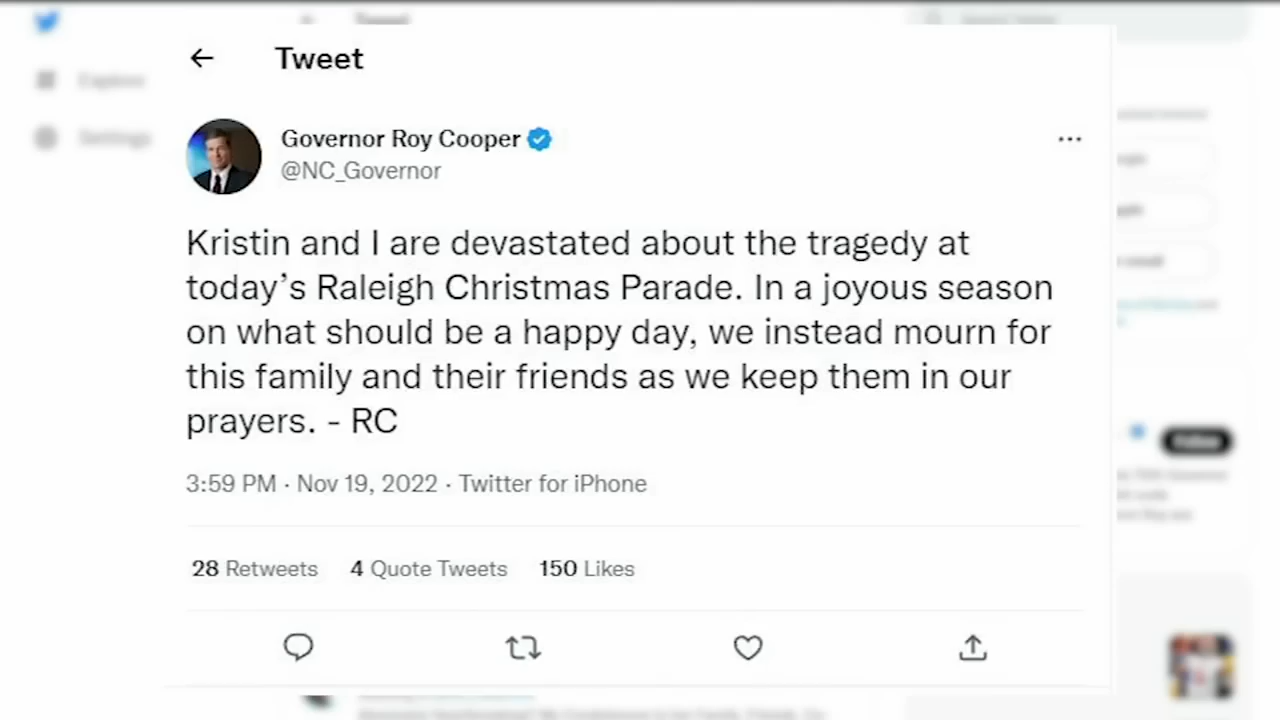 Tweet
Governor Roy Cooper
@NC_Governor
Kristin and I are devastated about the tragedy at
today’s Raleigh Christmas Parade. In a joyous season
on what should be a happy day, we instead mourn for
this family and their friends as we keep them in our
prayers. - RC
3:59 PM · Nov 19, 2022 · Twitter for iPhone
28 Retweets 4 Quote Tweets 150 Likes
Explore
Settings
Follow